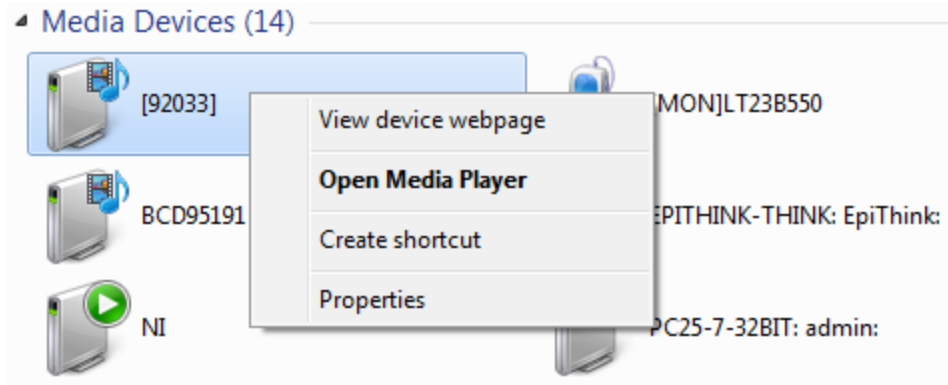 Media Devices (14)
[92033]
MON]LT23B550
View device webpage
Open Media Player
BCD95191
EPITHINK-THINK: EpiThink:
Create shortcut
Properties
NI
PC25-7-32BIT: admin: